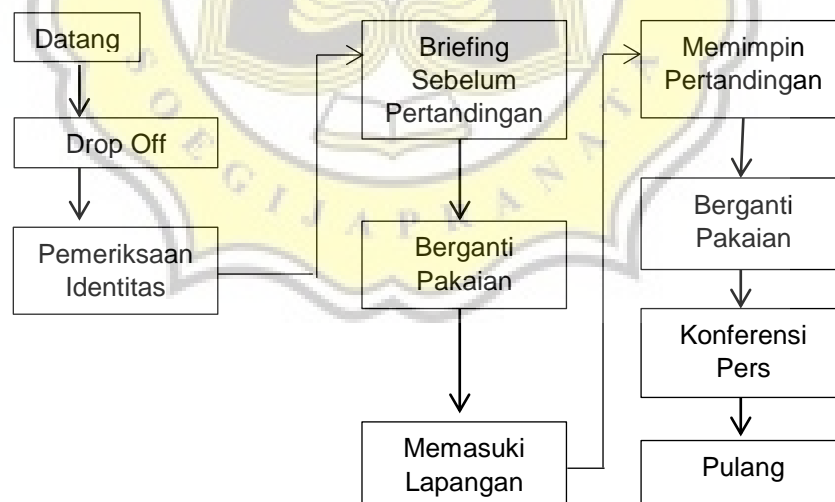 Datang
Drop Off
Pemeriksaan
Identitas
Briefing
Sebelum
Pertandingan
Berganti
Pakaian
Memasuki
Lapangan
Memimpin
Pertandingan
Berganti
Pakaian
Konferensi
Pers
Pulang
SOEGIJAPRANATA